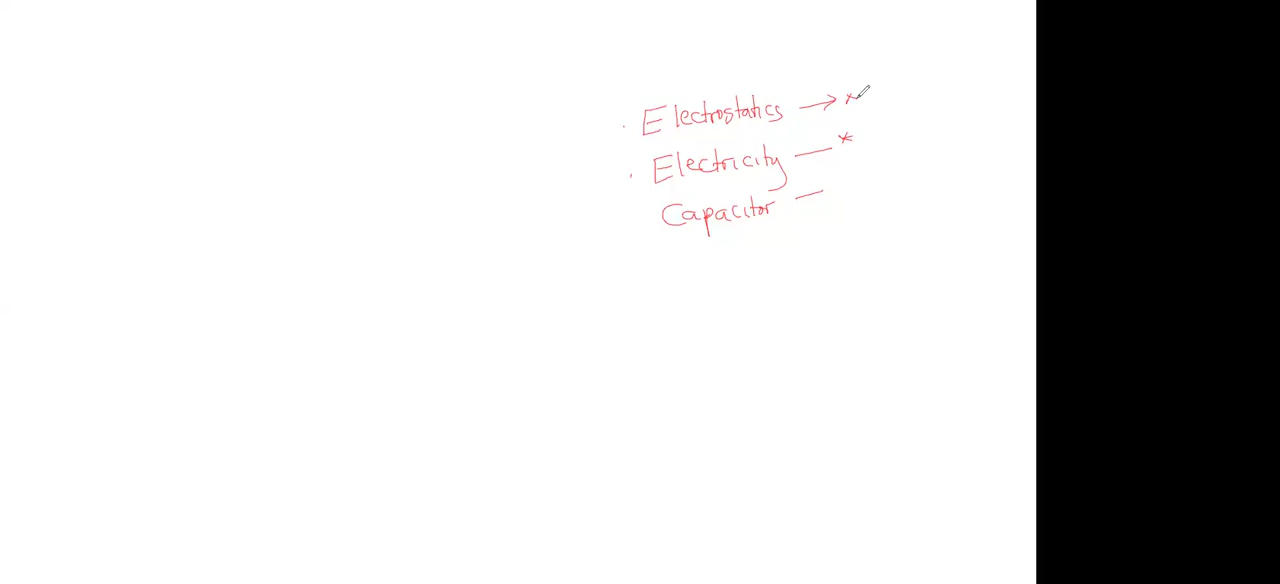 . Electrostatics → *
. Electricity — *
Capacitor —